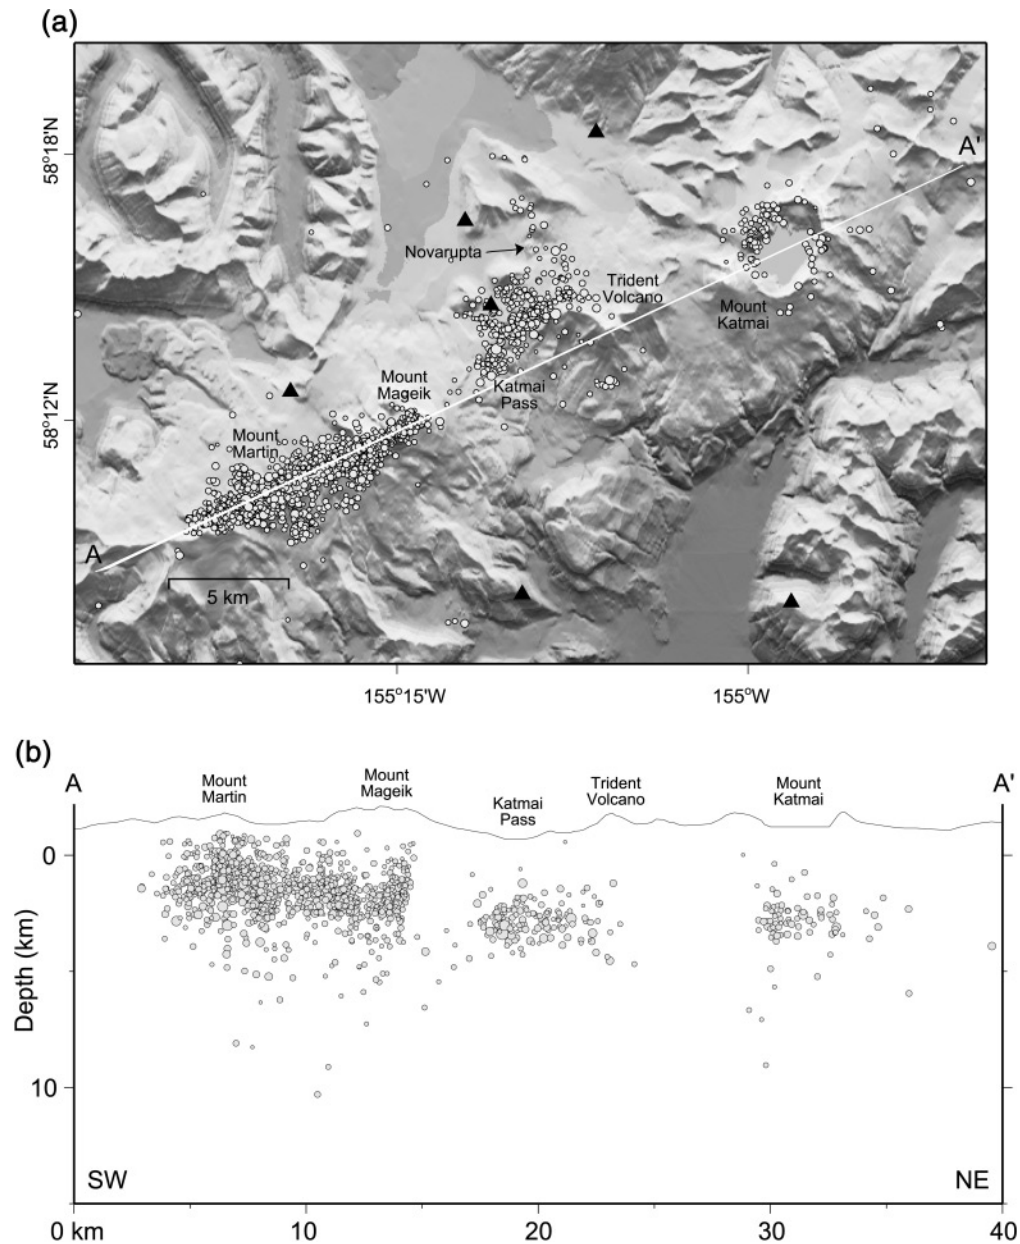 (a)
58°18'N
A'
Novarupta
Trident
Volcano
Mount
Katmai
Mount
Mageik
Katmai
Pass
58°12'N
Mount
Martin
A
5 km
155°15'W
155°W
(b)
A
Mount
Martin
Mount
Mageik
Katmai
Pass
Trident
Volcano
Mount
Katmai
A'
0
Depth (km)
10
SW
NE
0 km
10
20
30
40